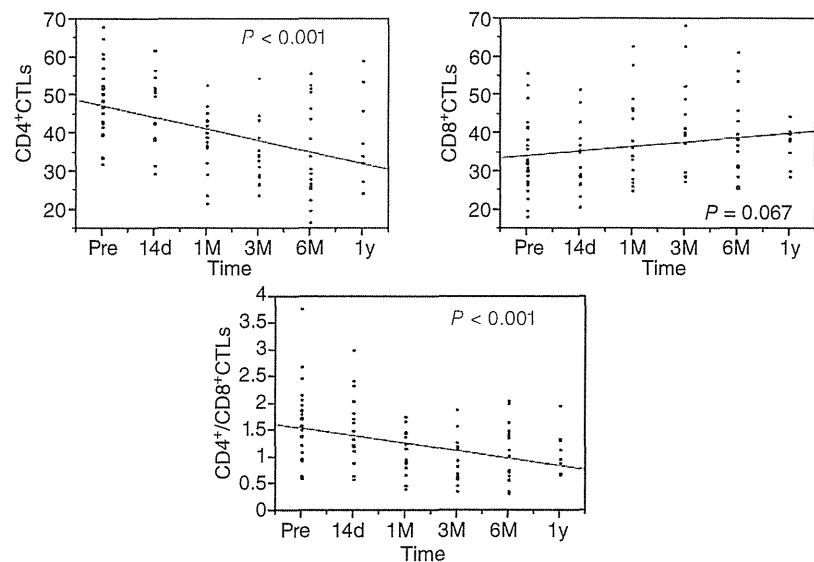 P < 0.001
CD4+CTLs
70
60
50
40
30
20
Pre 14d 1M 3M 6M 1y
Time
CD8+CTLs
70
60
50
40
30
20
P = 0.067
Pre 14d 1M 3M 6M 1y
Time
P < 0.001
CD4+/CD8+CTLs
4
3.5
3
2.5
2
1.5
1
0.5
0
Pre 14d 1M 3M 6M 1y
Time